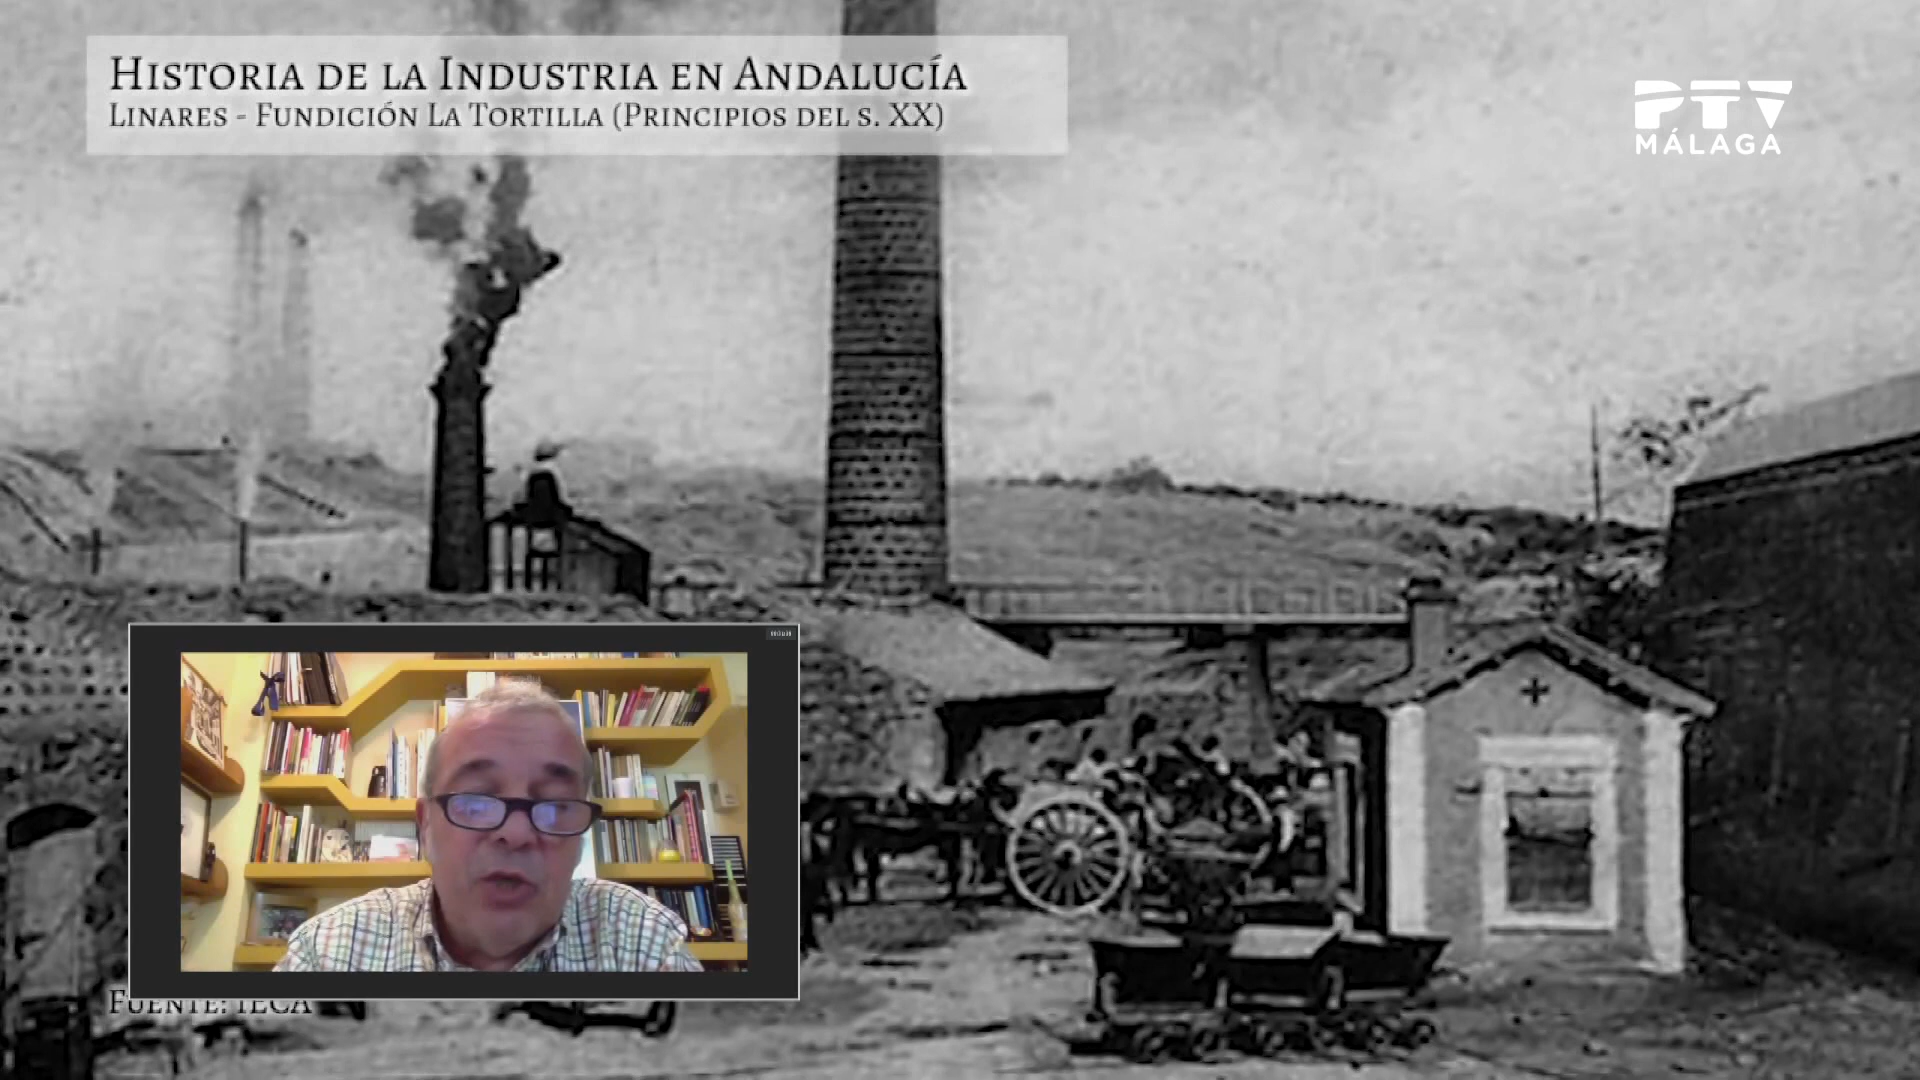 Historia de la Industria en Andalucía
Linares - Fundición La Tortilla (Principios del s. XX)
PTV
MÁLAGA
Fuente: IECA